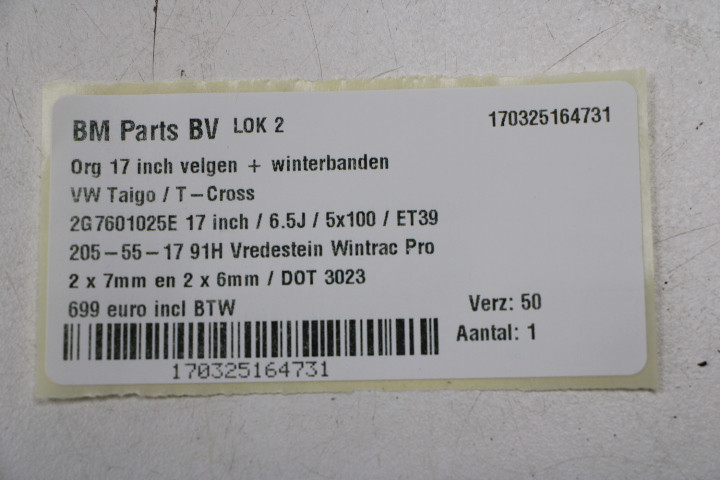 BM Parts BV LOK 2 170325164731
Org 17 inch velgen + winterbanden
VW Taigo / T-Cross
2G7601025E 17 inch / 6.5J / 5x100 / ET39
205-55-17 91H Vredestein Wintrac Pro
2 x 7mm en 2 x 6mm / DOT 3023
699 euro incl BTW Verz: 50
Aantal: 1
170325164731